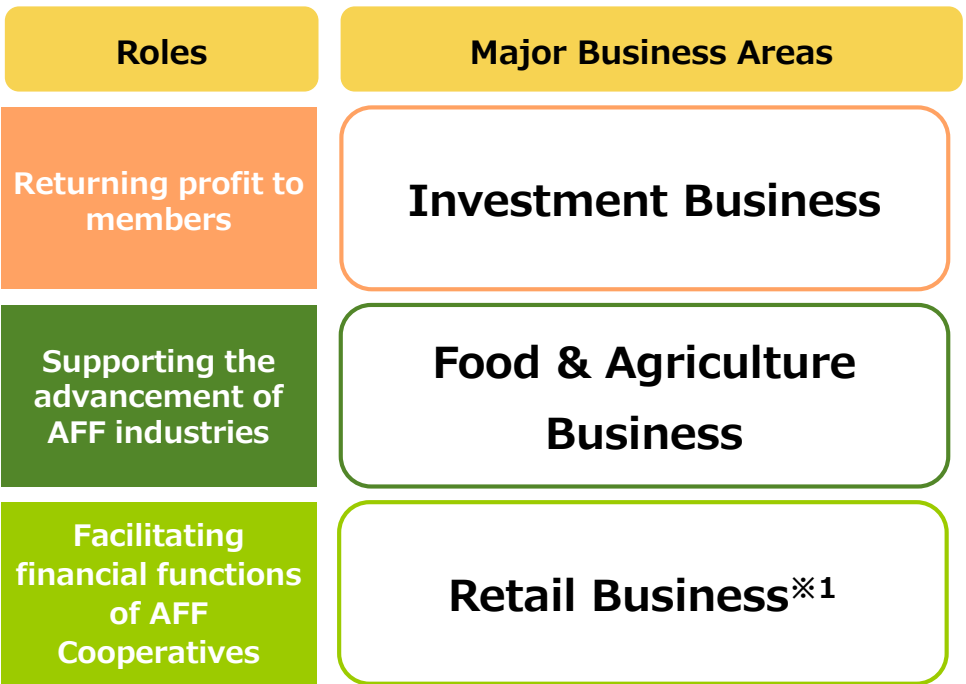 Roles
Major Business Areas
Returning profit to
members
Investment Business
Supporting the
advancement of
AFF industries
Food & Agriculture
Business
Facilitating
financial functions
of AFF
Cooperatives
Retail Business※1